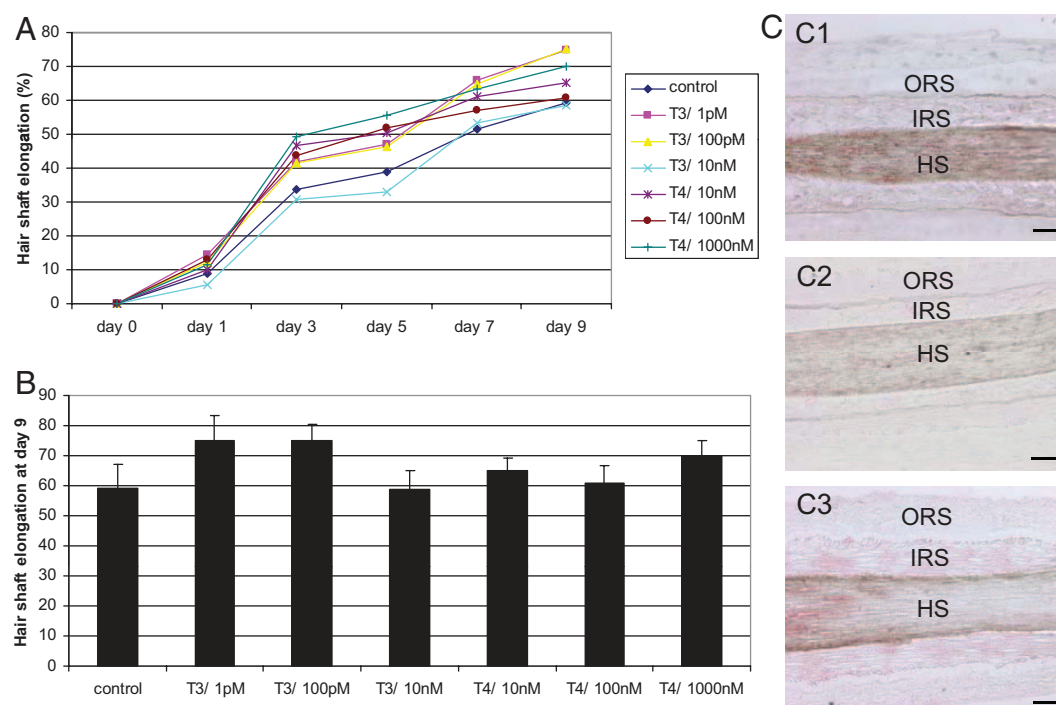 A
Hair shaft elongation (%)
80
70
60
50
40
30
20
10
0
day 0 day 1 day 3 day 5 day 7 day 9
control
T3/ 1pM
T3/ 100pM
T3/ 10nM
T4/ 10nM
T4/ 100nM
T4/ 1000nM
B
Hair shaft elongation at day 9
90
80
70
60
50
40
30
20
10
0
control T3/ 1pM T3/ 100pM T3/ 10nM T4/ 10nM T4/ 100nM T4/ 1000nM
C
C1
ORS
IRS
HS
C2
ORS
IRS
HS
C3
ORS
IRS
HS